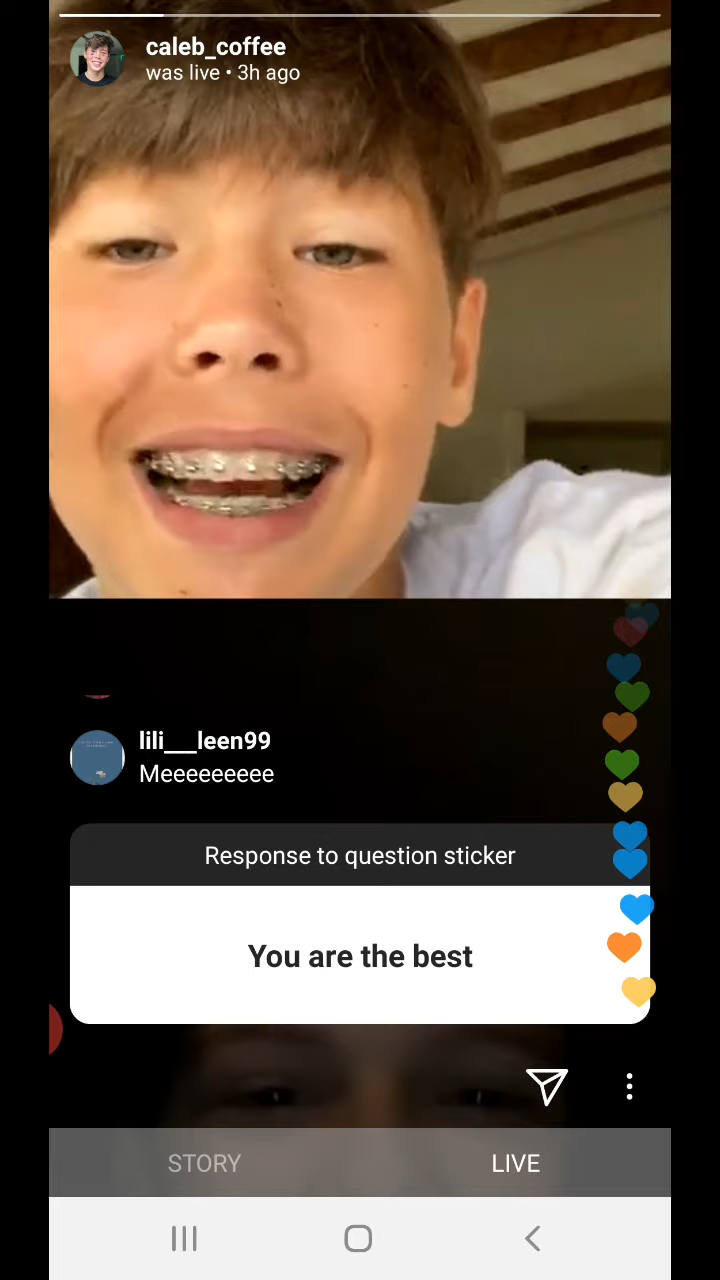 caleb_coffee
was live • 3h ago
lili___leen99
Meeeeeeeee
Response to question sticker
You are the best
STORY
LIVE